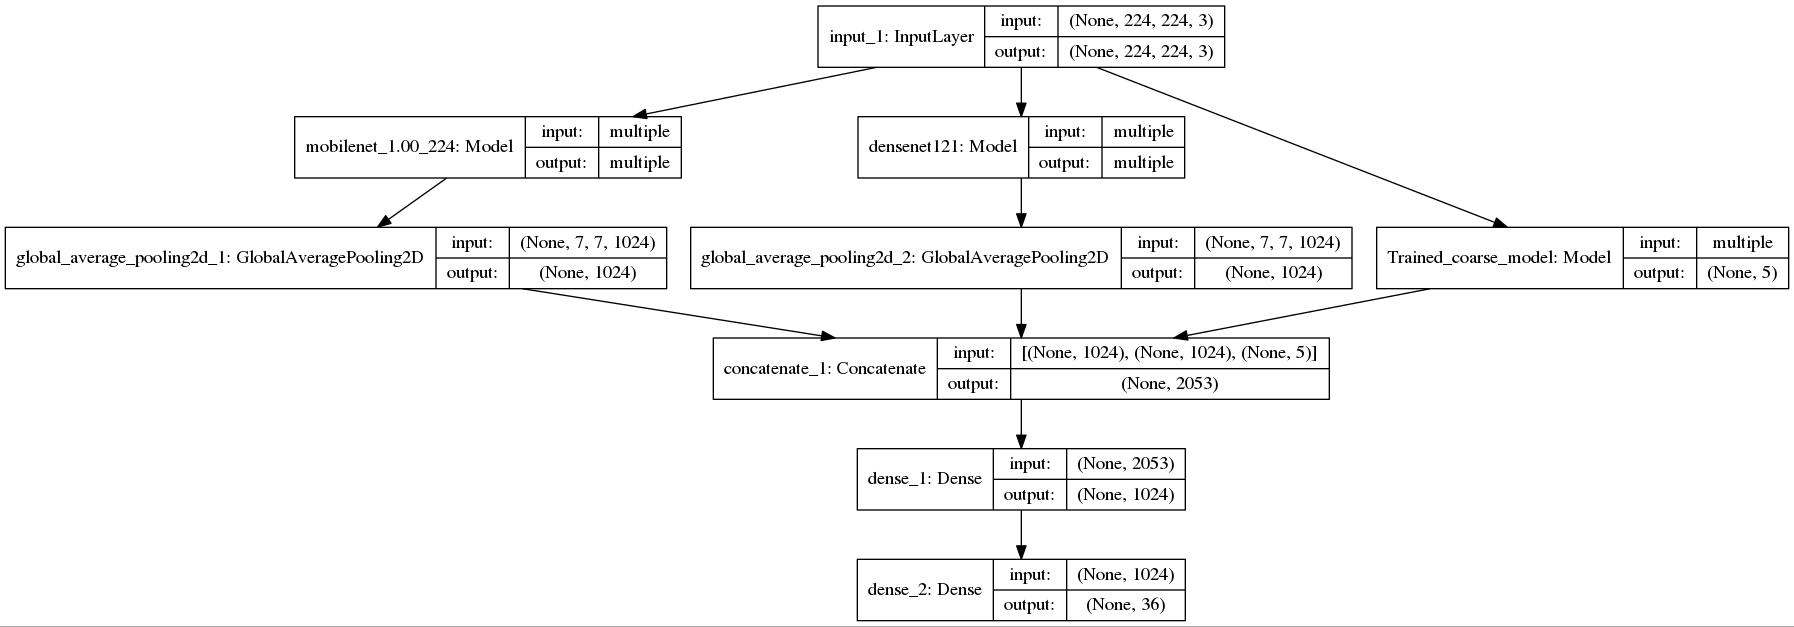 input_1: InputLayer
input:
(None, 224, 224, 3)
output:
(None, 224, 224, 3)
mobilenet_1.00_224: Model
input:
multiple
output:
multiple
densenet121: Model
input:
multiple
output:
multiple
global_average_pooling2d_1: GlobalAveragePooling2D
input:
(None, 7, 7, 1024)
output:
(None, 1024)
global_average_pooling2d_2: GlobalAveragePooling2D
input:
(None, 7, 7, 1024)
output:
(None, 1024)
Trained_coarse_model: Model
input:
multiple
output:
(None, 5)
concatenate_1: Concatenate
input:
[(None, 1024), (None, 1024), (None, 5)]
output:
(None, 2053)
dense_1: Dense
input:
(None, 2053)
output:
(None, 1024)
dense_2: Dense
input:
(None, 1024)
output:
(None, 36)